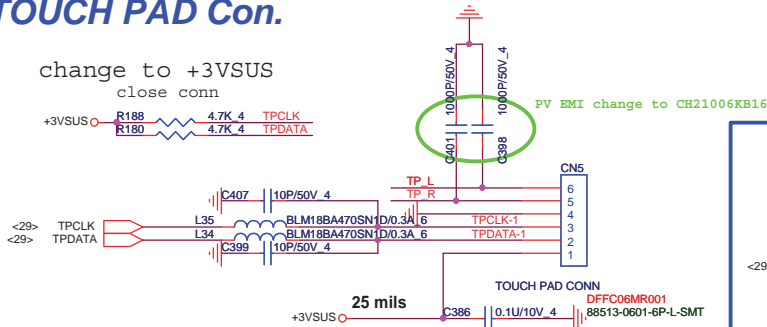 TOUCH PAD Con.
change to +3VSUS
close conn
+3VSUS
R188 4.7K_4 TPCLK
R180 4.7K_4 TPDATA
1000P/50V_4
1000P/50V_4
C401
C398
PV EMI change to CH21006KB16
CN5
TP_L
TP_R
6
5
4
3
2
1
C407 10P/50V_4
<29> TPCLK L35 BLM18BA470SN1D/0.3A_6 TPCLK-1
<29> TPDATA L34 BLM18BA470SN1D/0.3A_6 TPDATA-1
C399 10P/50V_4
<29
TOUCH PAD CONN
DFFC06MR001
88513-0601-6P-L-SMT
+3VSUS 25 mils C386 0.1U/10V_4